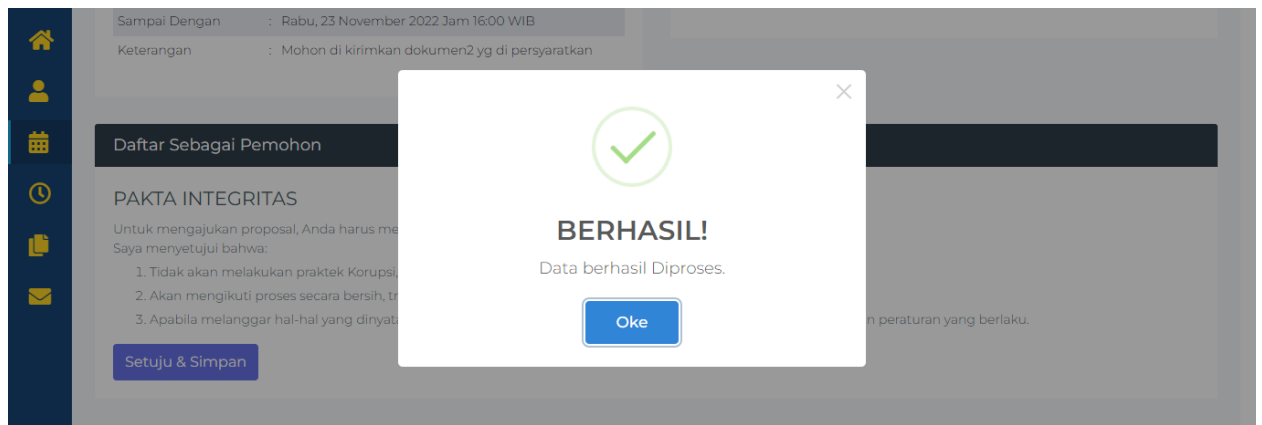 Sampai Dengan : Rabu, 23 November 2022 Jam 16:00 WIB
Keterangan : Mohon di kirimkan dokumen2 yg di persyaratkan
Daftar Sebagai Pemohon
PAKTA INTEGRITAS
Untuk mengajukan proposal, Anda harus me
Saya menyetujui bahwa:
1. Tidak akan melakukan praktek Korupsi,
2. Akan mengikuti proses secara bersih, tr
3. Apabila melanggar hal-hal yang dinyata n peraturan yang berlaku.
Setuju & Simpan
BERHASIL!
Data berhasil Diproses.
Oke